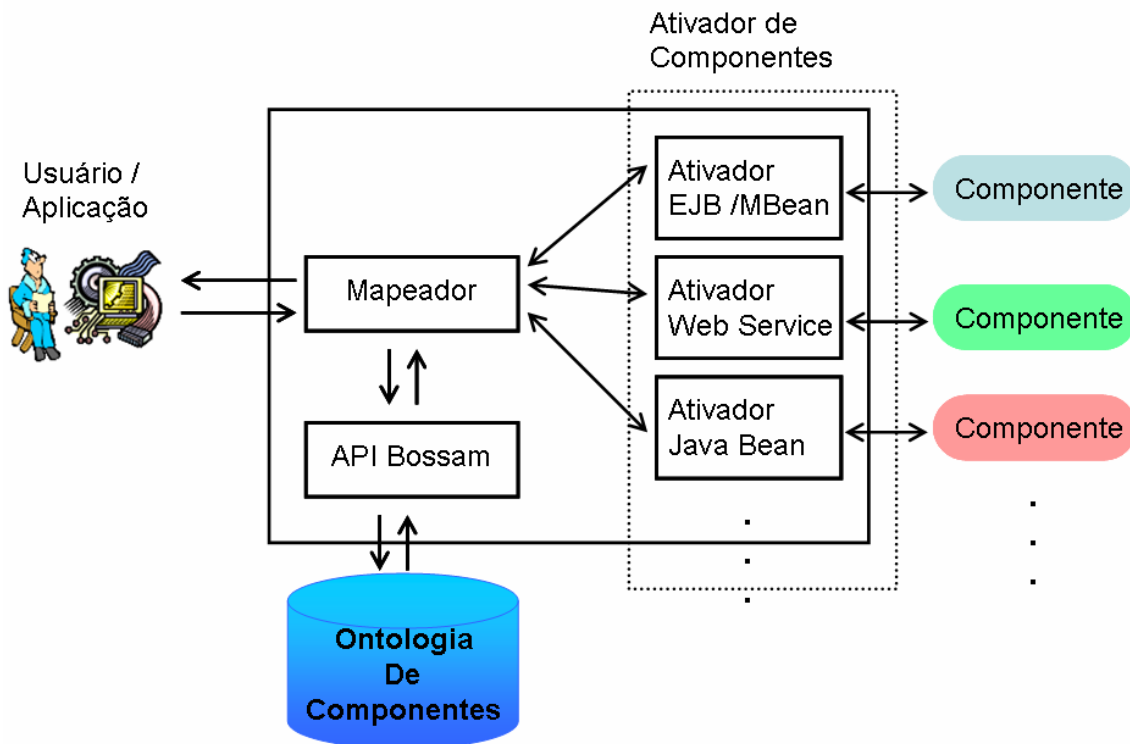 Ativador de
Componentes
Usuário /
Aplicação
Ativador
EJB /MBean
Componente
Mapeador
Ativador
Web Service
Componente
Ativador
Java Bean
Componente
API Bossam
Ontologia
De
Componentes